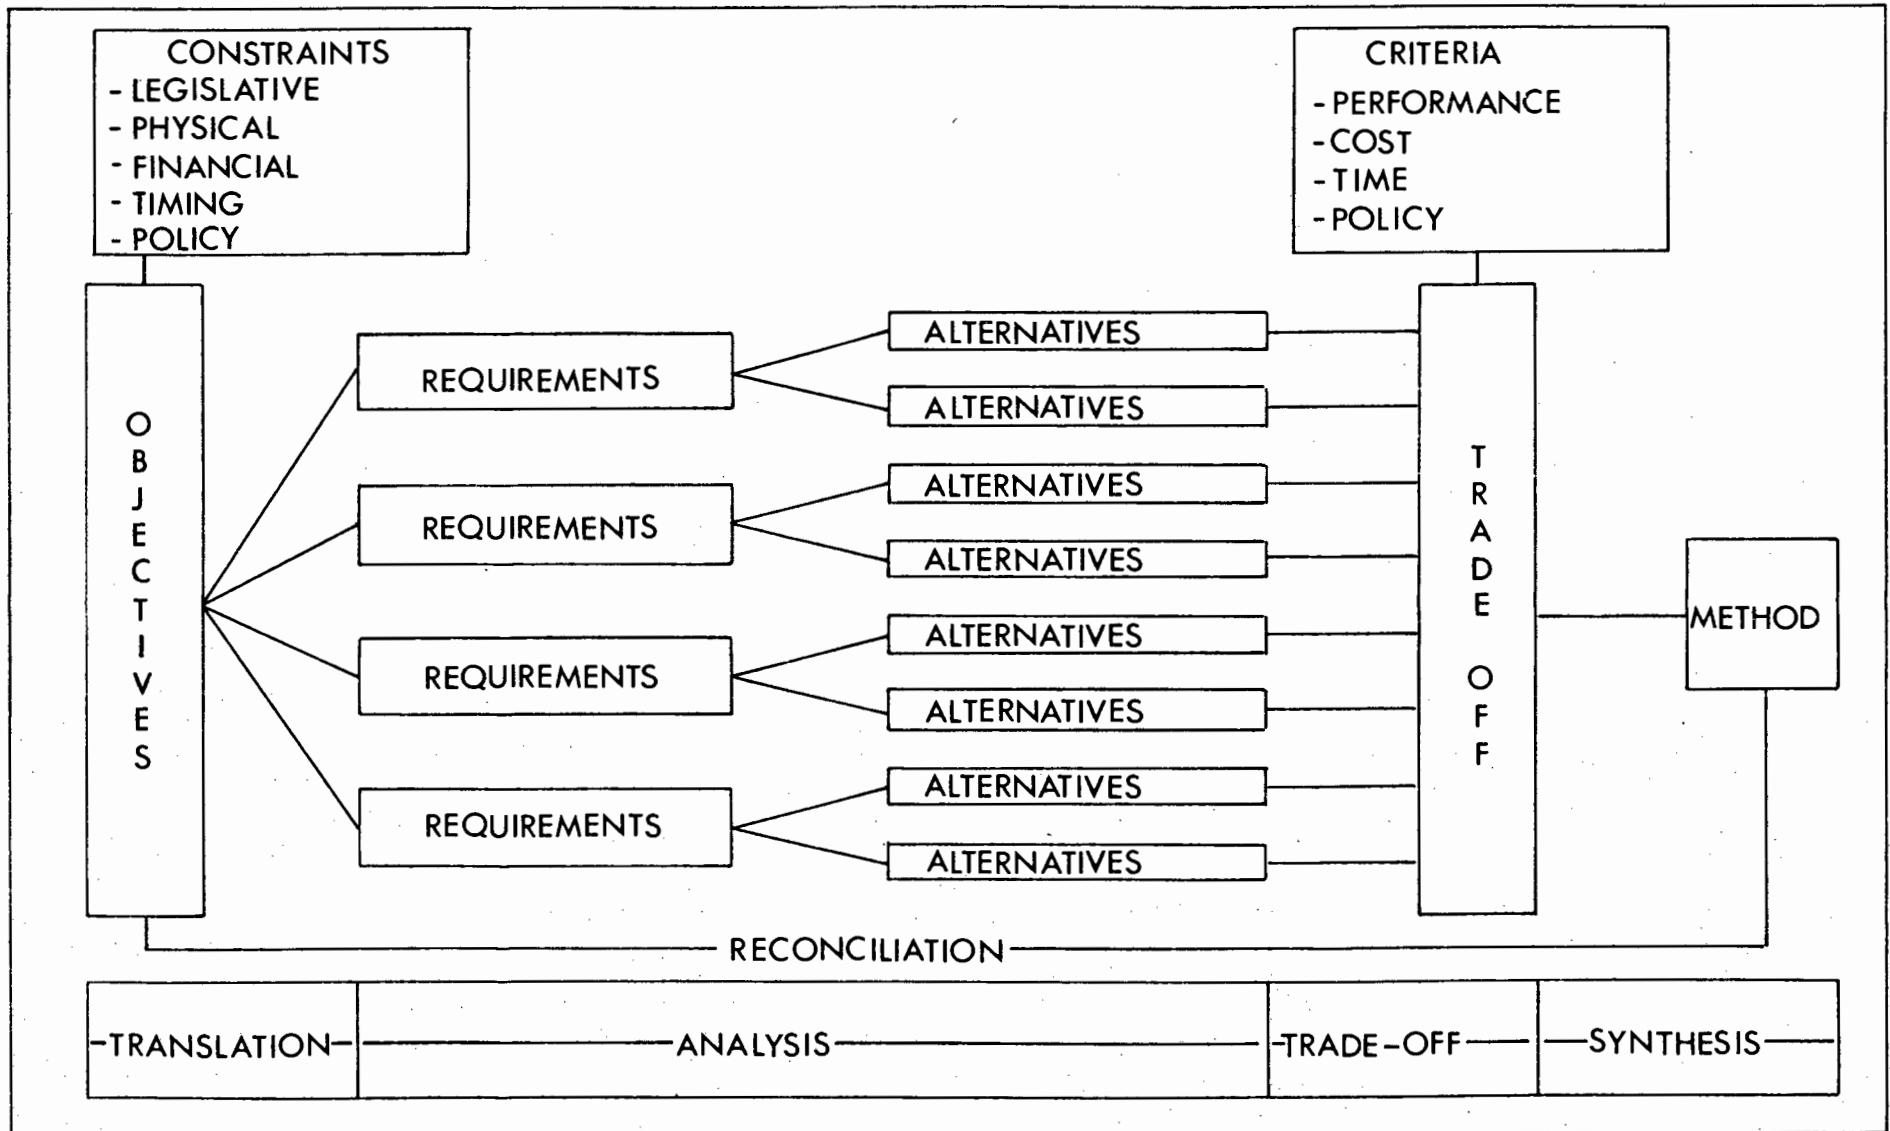 CONSTRAINTS
- LEGISLATIVE
- PHYSICAL
- FINANCIAL
- TIMING
- POLICY
CRITERIA
- PERFORMANCE
- COST
- TIME
- POLICY
OBJECTIVES
REQUIREMENTS
REQUIREMENTS
REQUIREMENTS
REQUIREMENTS
ALTERNATIVES
ALTERNATIVES
ALTERNATIVES
ALTERNATIVES
ALTERNATIVES
ALTERNATIVES
ALTERNATIVES
ALTERNATIVES
TRADE OFF
METHOD
RECONCILIATION
TRANSLATION
ANALYSIS
TRADE-OFF
SYNTHESIS